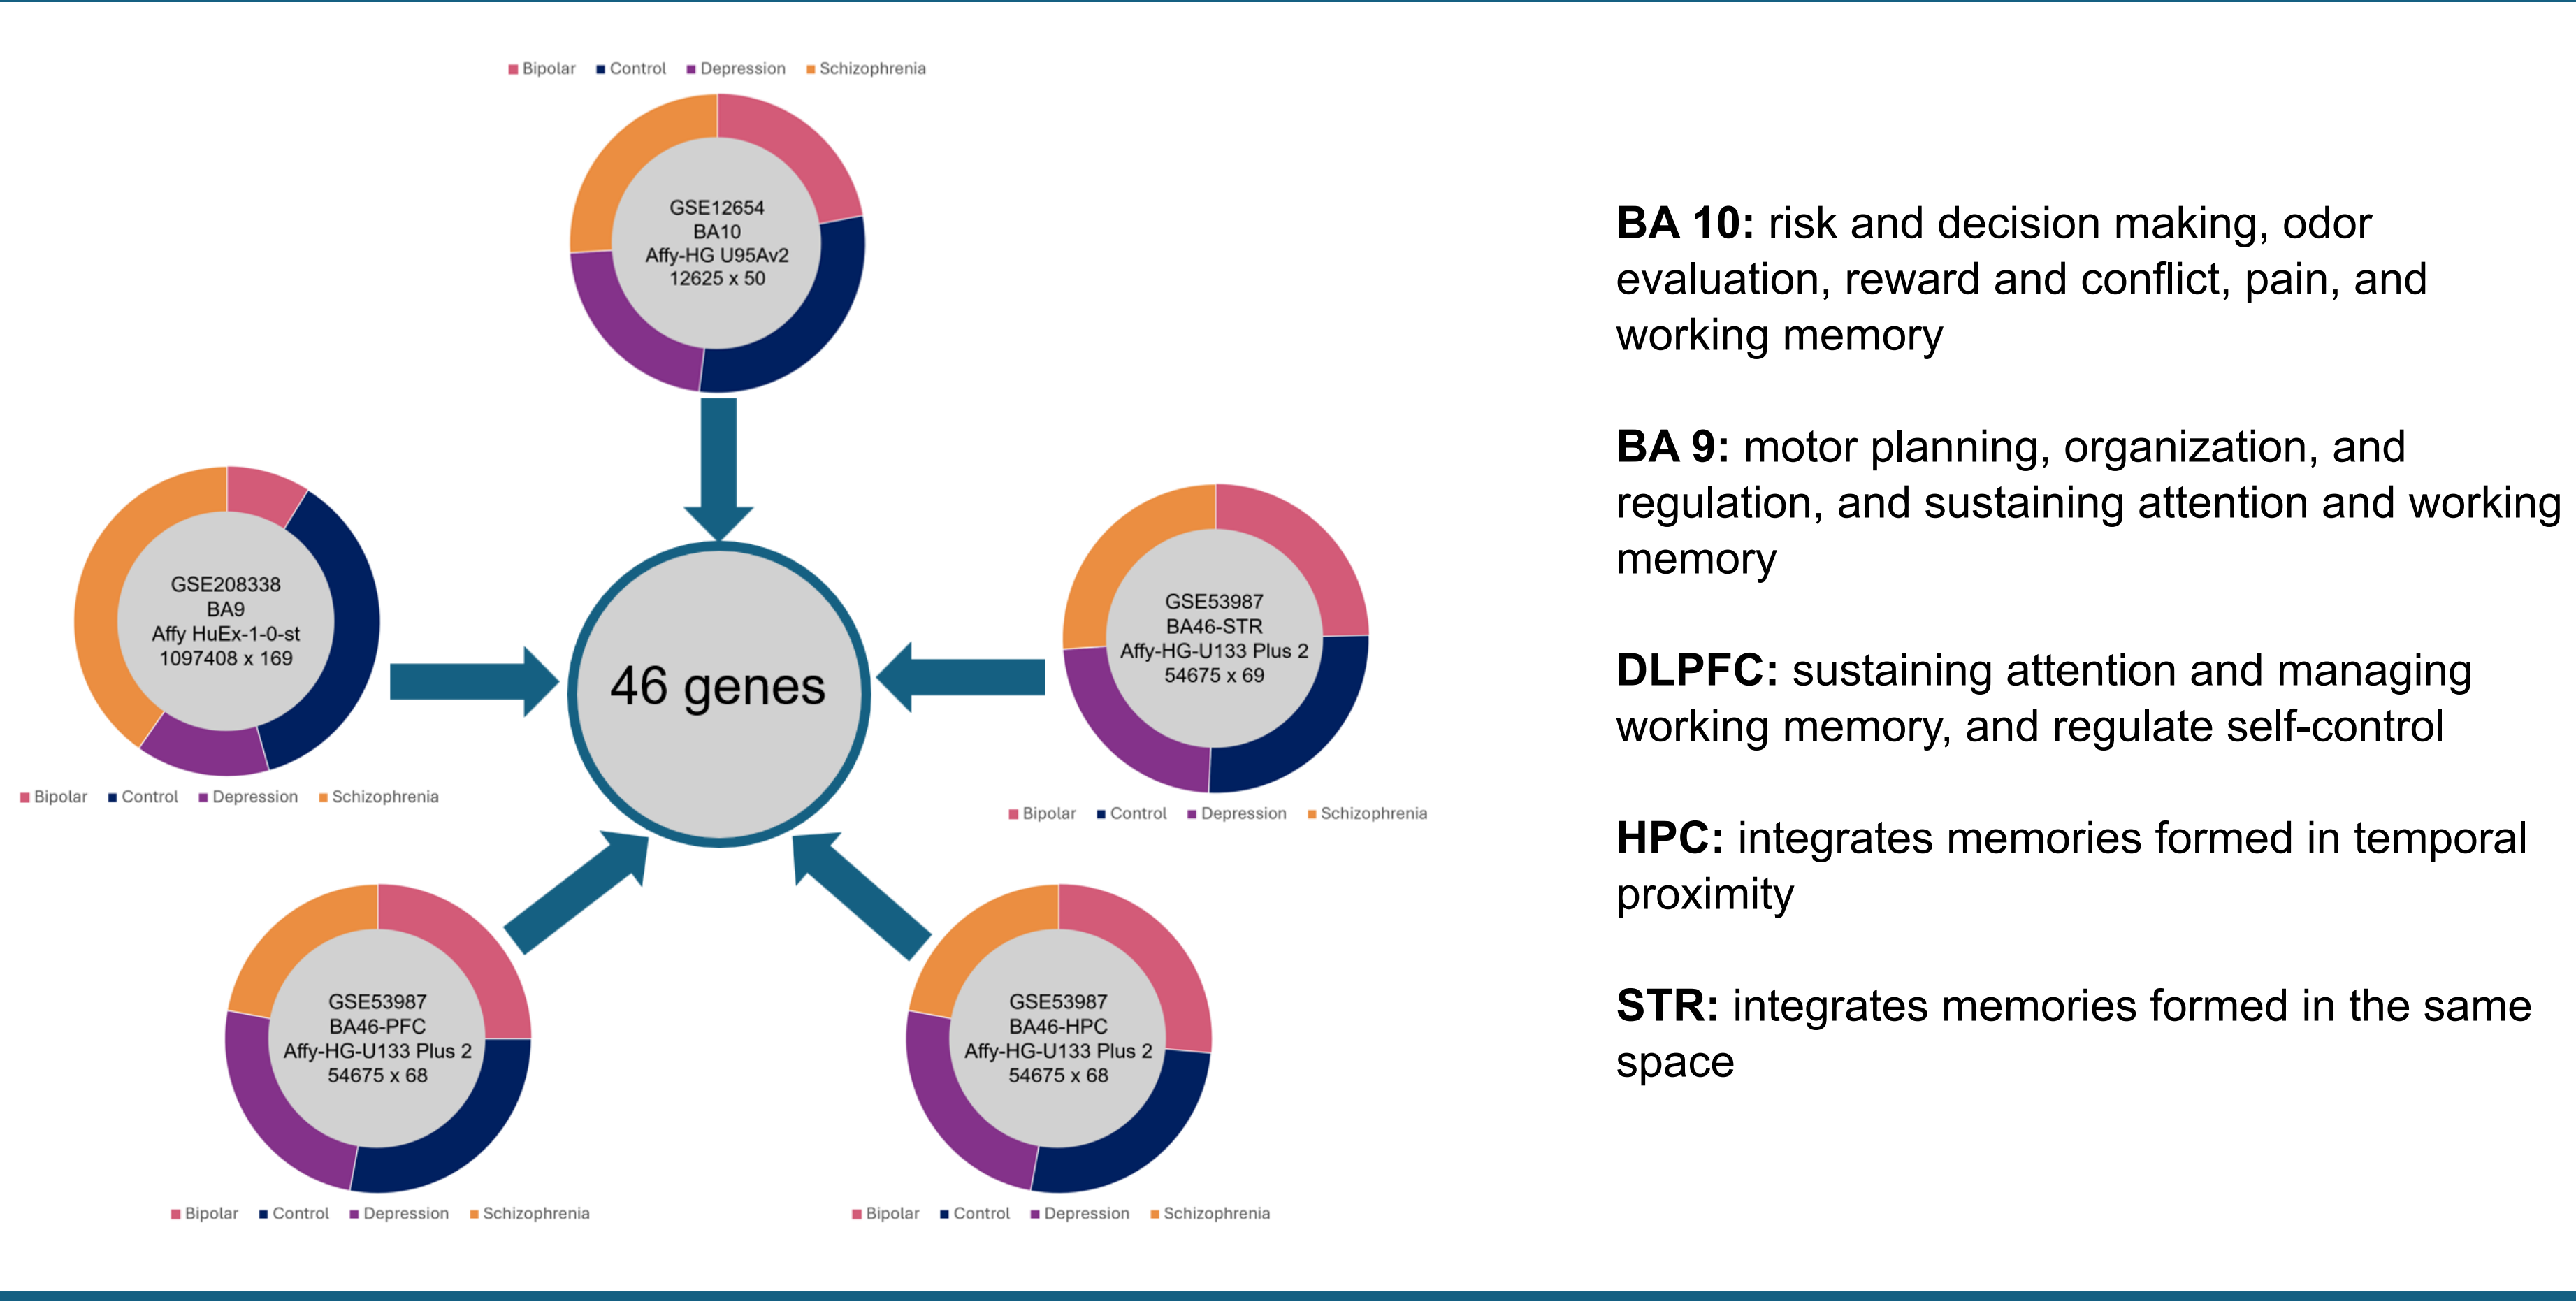 Bipolar Control Depression Schizophrenia
GSE12654
BA10
Affy-HG U95Av2
12625 x 50
GSE208338
BA9
Affy HuEx-1-0-st
1097408 x 169
Bipolar Control Depression Schizophrenia
46 genes
GSE53987
BA46-STR
Affy-HG-U133 Plus 2
54675 x 69
Bipolar Control Depression Schizophrenia
GSE53987
BA46-PFC
Affy-HG-U133 Plus 2
54675 x 68
Bipolar Control Depression Schizophrenia
GSE53987
BA46-HPC
Affy-HG-U133 Plus 2
54675 x 68
Bipolar Control Depression Schizophrenia
BA 10: risk and decision making, odor
evaluation, reward and conflict, pain, and
working memory
BA 9: motor planning, organization, and
regulation, and sustaining attention and working
memory
DLPFC: sustaining attention and managing
working memory, and regulate self-control
HPC: integrates memories formed in temporal
proximity
STR: integrates memories formed in the same
space